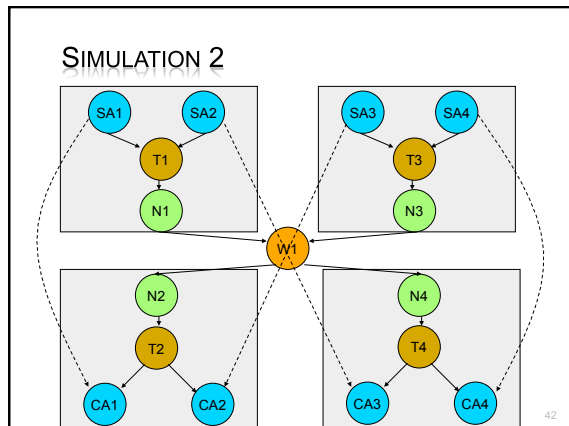 SIMULATION 2
SA1 SA2 SA3 SA4
T1 T3
N1 N3
W1
N2 N4
T2 T4
CA1 CA2 CA3 CA4
42